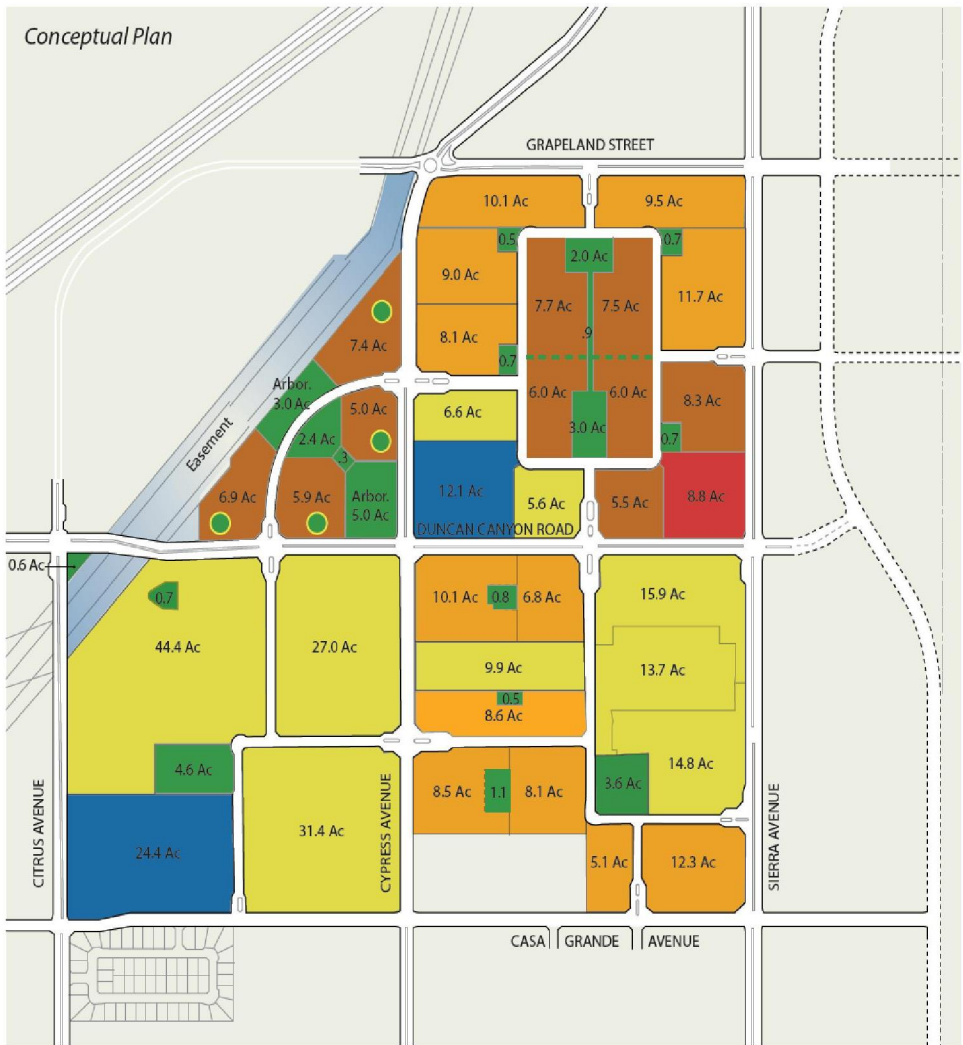 Conceptual Plan
GRAPELAND STREET
10.1 Ac
9.5 Ac
0.5
0.7
2.0 Ac
9.0 Ac
11.7 Ac
7.7 Ac
7.5 Ac
.9
8.1 Ac
7.4 Ac
0.7
Arbor.
3.0 Ac
6.0 Ac
6.0 Ac
8.3 Ac
5.0 Ac
6.6 Ac
2.4 Ac
3.0 Ac
0.7
Easement
.3
6.9 Ac
5.9 Ac
Arbor.
5.0 Ac
12.1 Ac
5.6 Ac
5.5 Ac
8.8 Ac
DUNCAN CANYON ROAD
0.6 Ac
0.7
10.1 Ac
0.8
6.8 Ac
15.9 Ac
44.4 Ac
27.0 Ac
9.9 Ac
13.7 Ac
0.5
8.6 Ac
4.6 Ac
8.5 Ac
1.1
8.1 Ac
3.6 Ac
14.8 Ac
CITRUS AVENUE
24.4 Ac
31.4 Ac
CYPRESS AVENUE
5.1 Ac
12.3 Ac
SIERRA AVENUE
CASA GRANDE AVENUE